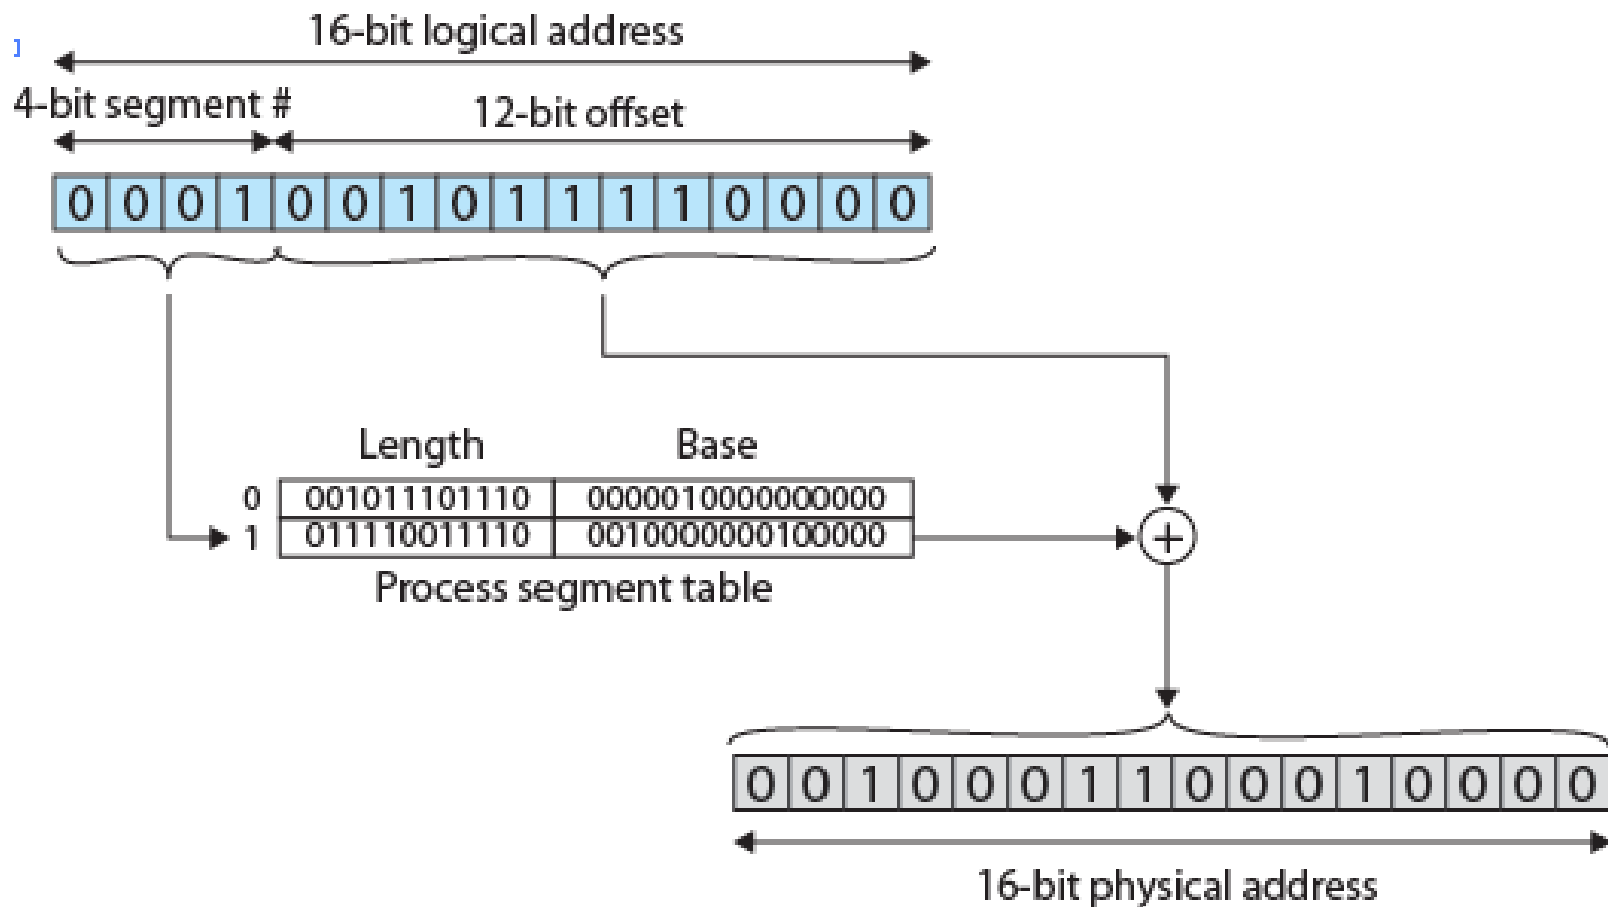 16-bit logical address
4-bit segment #
12-bit offset
0 0 0 1 0 0 1 0 1 1 1 1 0 0 0 0
Length Base
0 001011101110 0000010000000000
1 011110011110 0010000000100000
Process segment table
+
0 0 1 0 0 0 1 1 0 0 0 1 0 0 0 0
16-bit physical address